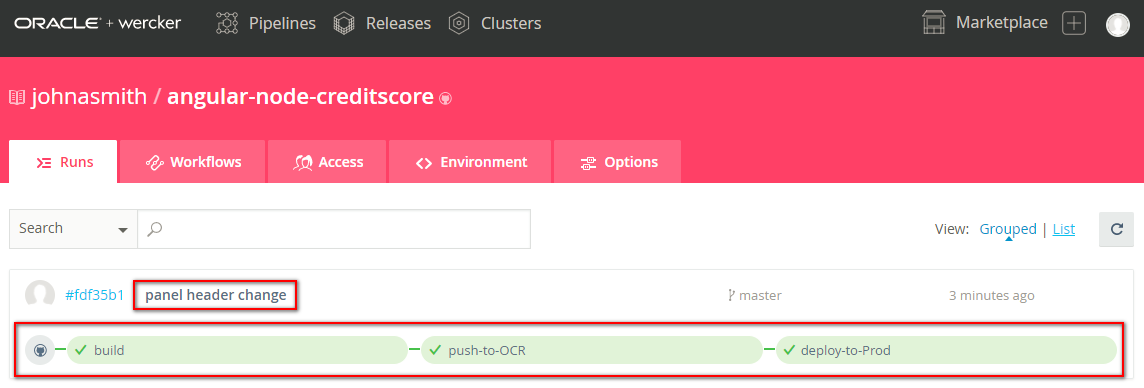 ORACLE® + wercker Pipelines Releases Clusters Marketplace
johnasmith / angular-node-creditscore
Runs Workflows Access Environment Options
Search View: Grouped | List
#fdf35b1 panel header change master 3 minutes ago
build push-to-OCR deploy-to-Prod